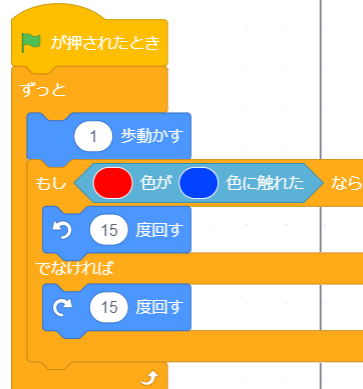 が押されたとき
ずっと
1 歩動かす
もし 色が 色に触れた なら
15 度回す
でなければ
15 度回す